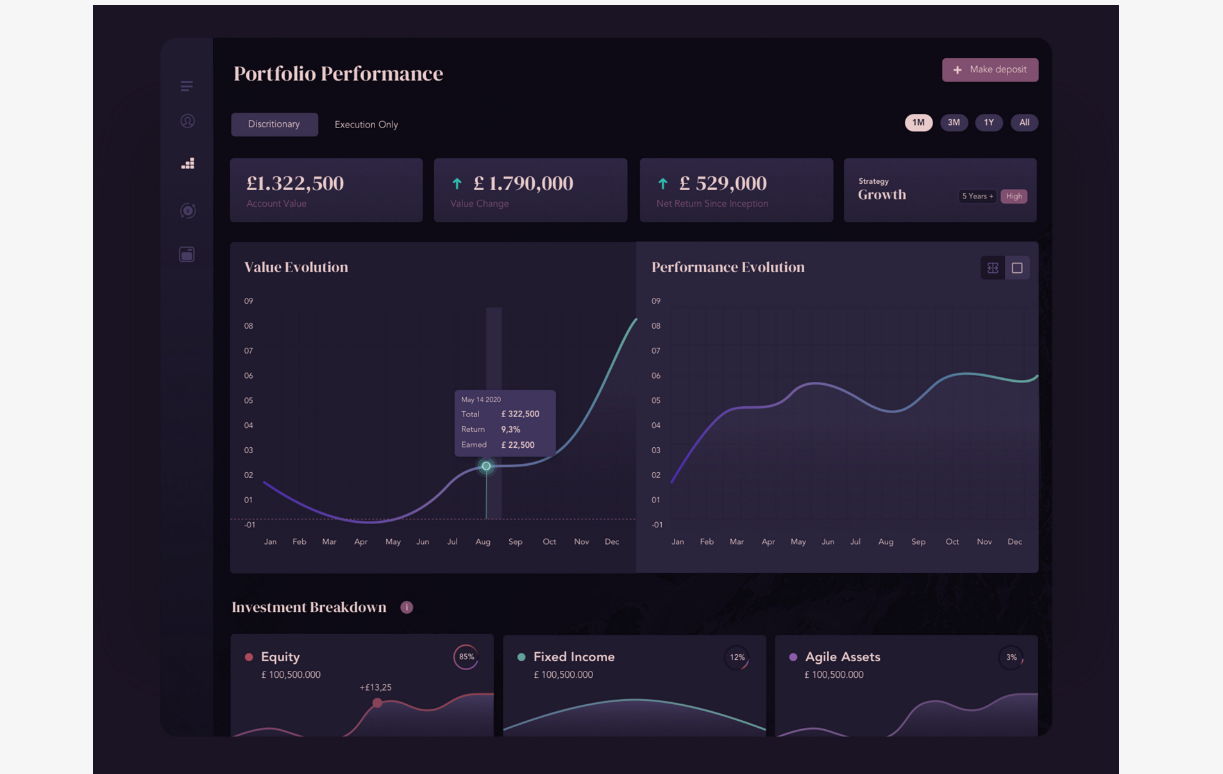 Portfolio Performance
+ Make deposit
Discritionary
Execution Only
1M
3M
1Y
All
£1.322,500
Account Value
£ 1.790,000
Value Change
£ 529,000
Net Return Since Inception
Strategy
Growth
5 Years +
High
Value Evolution
09
08
07
06
05
04
03
02
01
-01
May 14 2020
Total £ 322,500
Return 9,3%
Earned £ 22,500
Jan Feb Mar Apr May Jun Jul Aug Sep Oct Nov Dec
Performance Evolution
09
08
07
06
05
04
03
02
01
-01
Jan Feb Mar Apr May Jun Jul Aug Sep Oct Nov Dec
Investment Breakdown
i
Equity
85%
£ 100,500.000
+£13,25
Fixed Income
12%
£ 100,500.000
Agile Assets
3%
£ 100,500.000